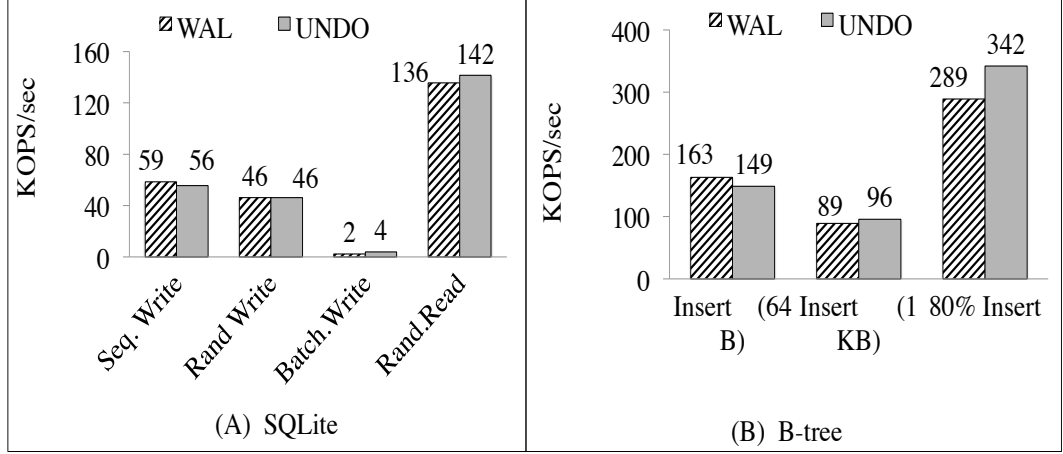 WAL UNDO
KOPS/sec
160
120
80
40
0
59 56
46 46
2 4
136 142
Seq. Write
Rand Write
Batch. Write
Rand.Read
(A) SQLite
WAL UNDO
KOPS/sec
400
300
200
100
0
163 149
89 96
289 342
Insert (64 Insert (1 80% Insert
B) KB)
(B) B-tree